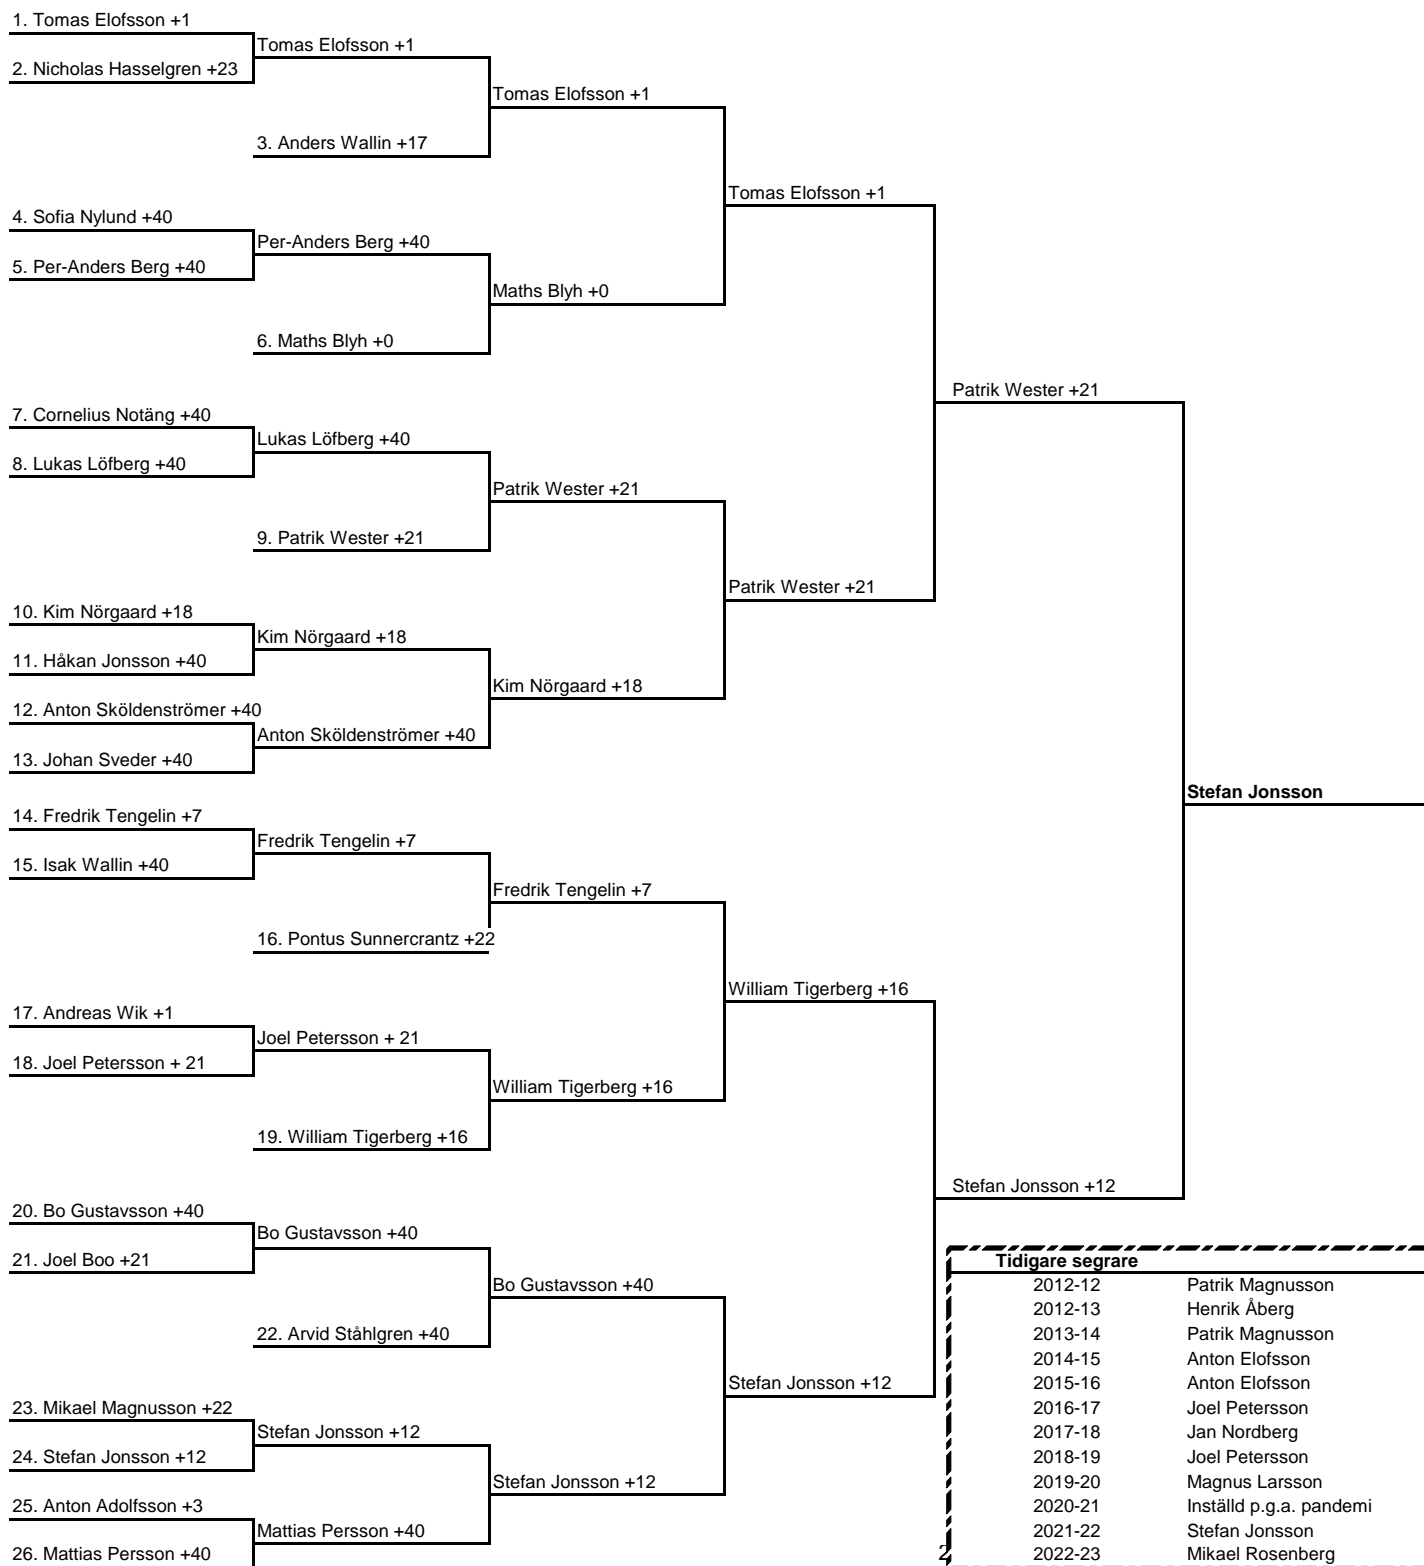 1. Tomas Elofsson +1
Tomas Elofsson +1
2. Nicholas Hasselgren +23
Tomas Elofsson +1
3. Anders Wallin +17
Tomas Elofsson +1
4. Sofia Nylund +40
Per-Anders Berg +40
5. Per-Anders Berg +40
Maths Blyh +0
6. Maths Blyh +0
Patrik Wester +21
7. Cornelius Notäng +40
Lukas Löfberg +40
8. Lukas Löfberg +40
Patrik Wester +21
9. Patrik Wester +21
Patrik Wester +21
10. Kim Nörgaard +18
Kim Nörgaard +18
11. Håkan Jonsson +40
Kim Nörgaard +18
12. Anton Sköldenströmer +40
Anton Sköldenströmer +40
13. Johan Sveder +40
Stefan Jonsson
14. Fredrik Tengelin +7
Fredrik Tengelin +7
15. Isak Wallin +40
Fredrik Tengelin +7
16. Pontus Sunnercrantz +22
William Tigerberg +16
17. Andreas Wik +1
Joel Petersson + 21
18. Joel Petersson + 21
William Tigerberg +16
19. William Tigerberg +16
Stefan Jonsson +12
20. Bo Gustavsson +40
Bo Gustavsson +40
21. Joel Boo +21
Bo Gustavsson +40
22. Arvid Ståhlgren +40
Stefan Jonsson +12
23. Mikael Magnusson +22
Stefan Jonsson +12
24. Stefan Jonsson +12
Stefan Jonsson +12
25. Anton Adolfsson +3
Mattias Persson +40
26. Mattias Persson +40
Tidigare segrare
2012-12 Patrik Magnusson
2012-13 Henrik Åberg
2013-14 Patrik Magnusson
2014-15 Anton Elofsson
2015-16 Anton Elofsson
2016-17 Joel Petersson
2017-18 Jan Nordberg
2018-19 Joel Petersson
2019-20 Magnus Larsson
2020-21 Inställd p.g.a. pandemi
2021-22 Stefan Jonsson
2022-23 Mikael Rosenberg
2